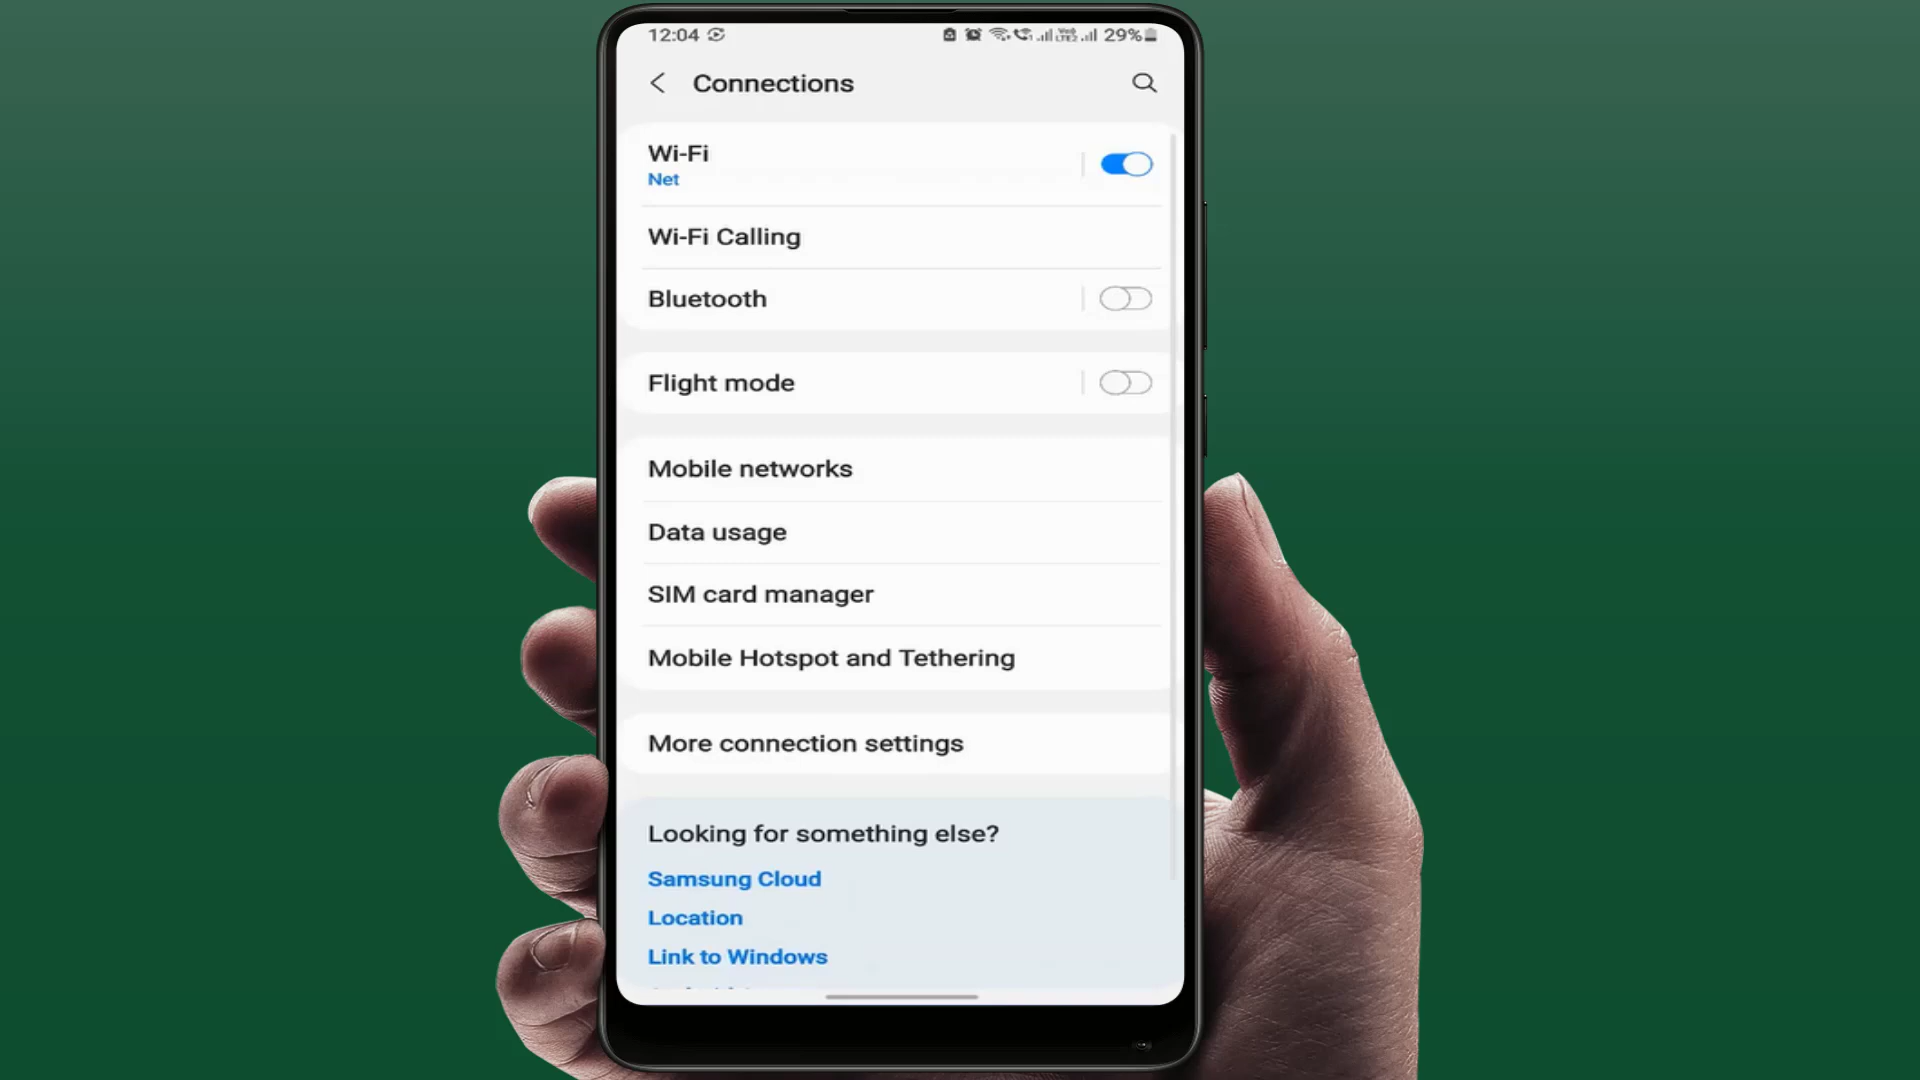 12:04 29%
Connections
Wi-Fi
Net
Wi-Fi Calling
Bluetooth
Flight mode
Mobile networks
Data usage
SIM card manager
Mobile Hotspot and Tethering
More connection settings
Looking for something else?
Samsung Cloud
Location
Link to Windows